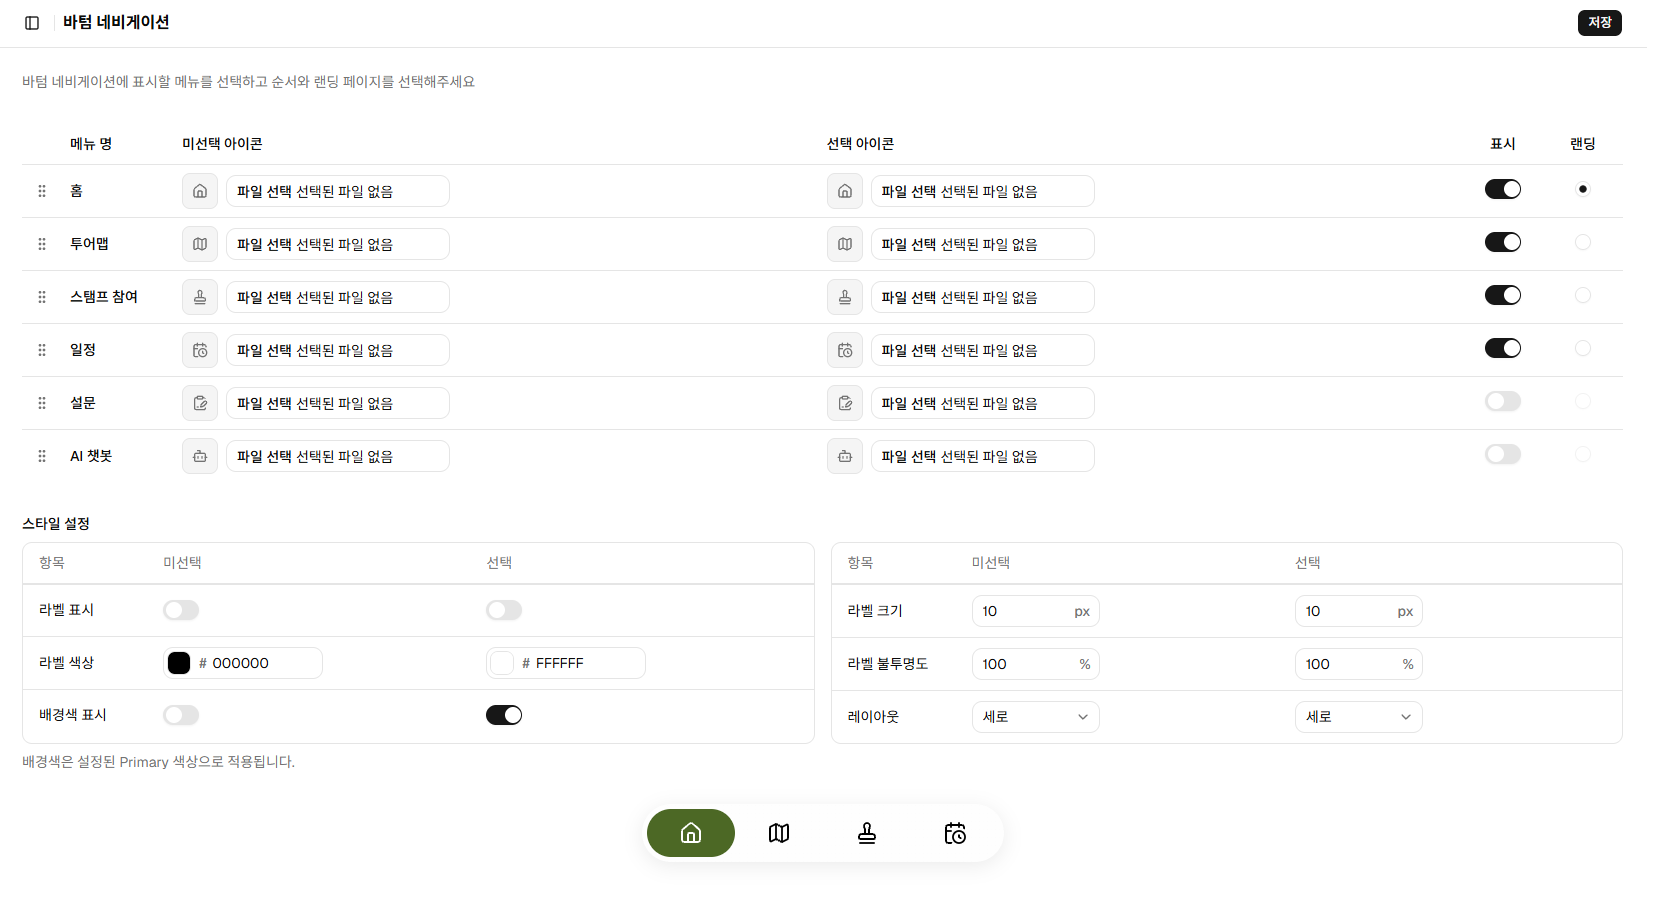 바텀 네비게이션
저장
바텀 네비게이션에 표시할 메뉴를 선택하고 순서와 랜딩 페이지를 선택해주세요
메뉴 명 미선택 아이콘 선택 아이콘 표시 랜딩
홈 파일 선택 선택된 파일 없음 파일 선택 선택된 파일 없음
투어맵 파일 선택 선택된 파일 없음 파일 선택 선택된 파일 없음
스탬프 참여 파일 선택 선택된 파일 없음 파일 선택 선택된 파일 없음
일정 파일 선택 선택된 파일 없음 파일 선택 선택된 파일 없음
설문 파일 선택 선택된 파일 없음 파일 선택 선택된 파일 없음
AI 챗봇 파일 선택 선택된 파일 없음 파일 선택 선택된 파일 없음
스타일 설정
항목 미선택 선택
라벨 표시
라벨 색상 # 000000 # FFFFFF
배경색 표시
항목 미선택 선택
라벨 크기 10 px 10 px
라벨 불투명도 100 % 100 %
레이아웃 세로 세로
배경색은 설정된 Primary 색상으로 적용됩니다.